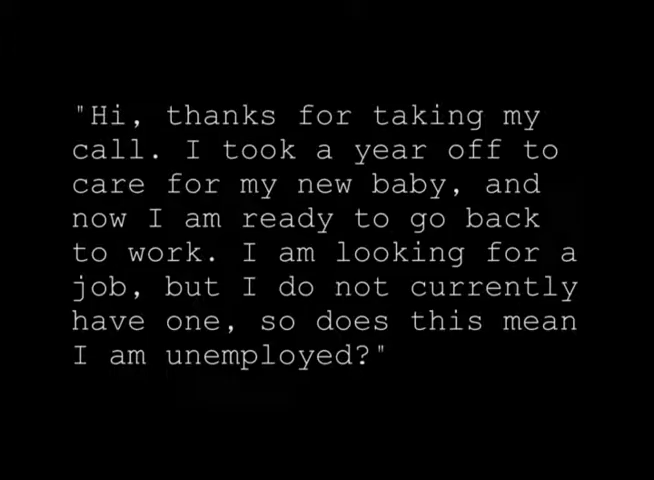 "Hi, thanks for taking my
call. I took a year off to
care for my new baby, and
now I am ready to go back
to work. I am looking for a
job, but I do not currently
have one, so does this mean
I am unemployed?"